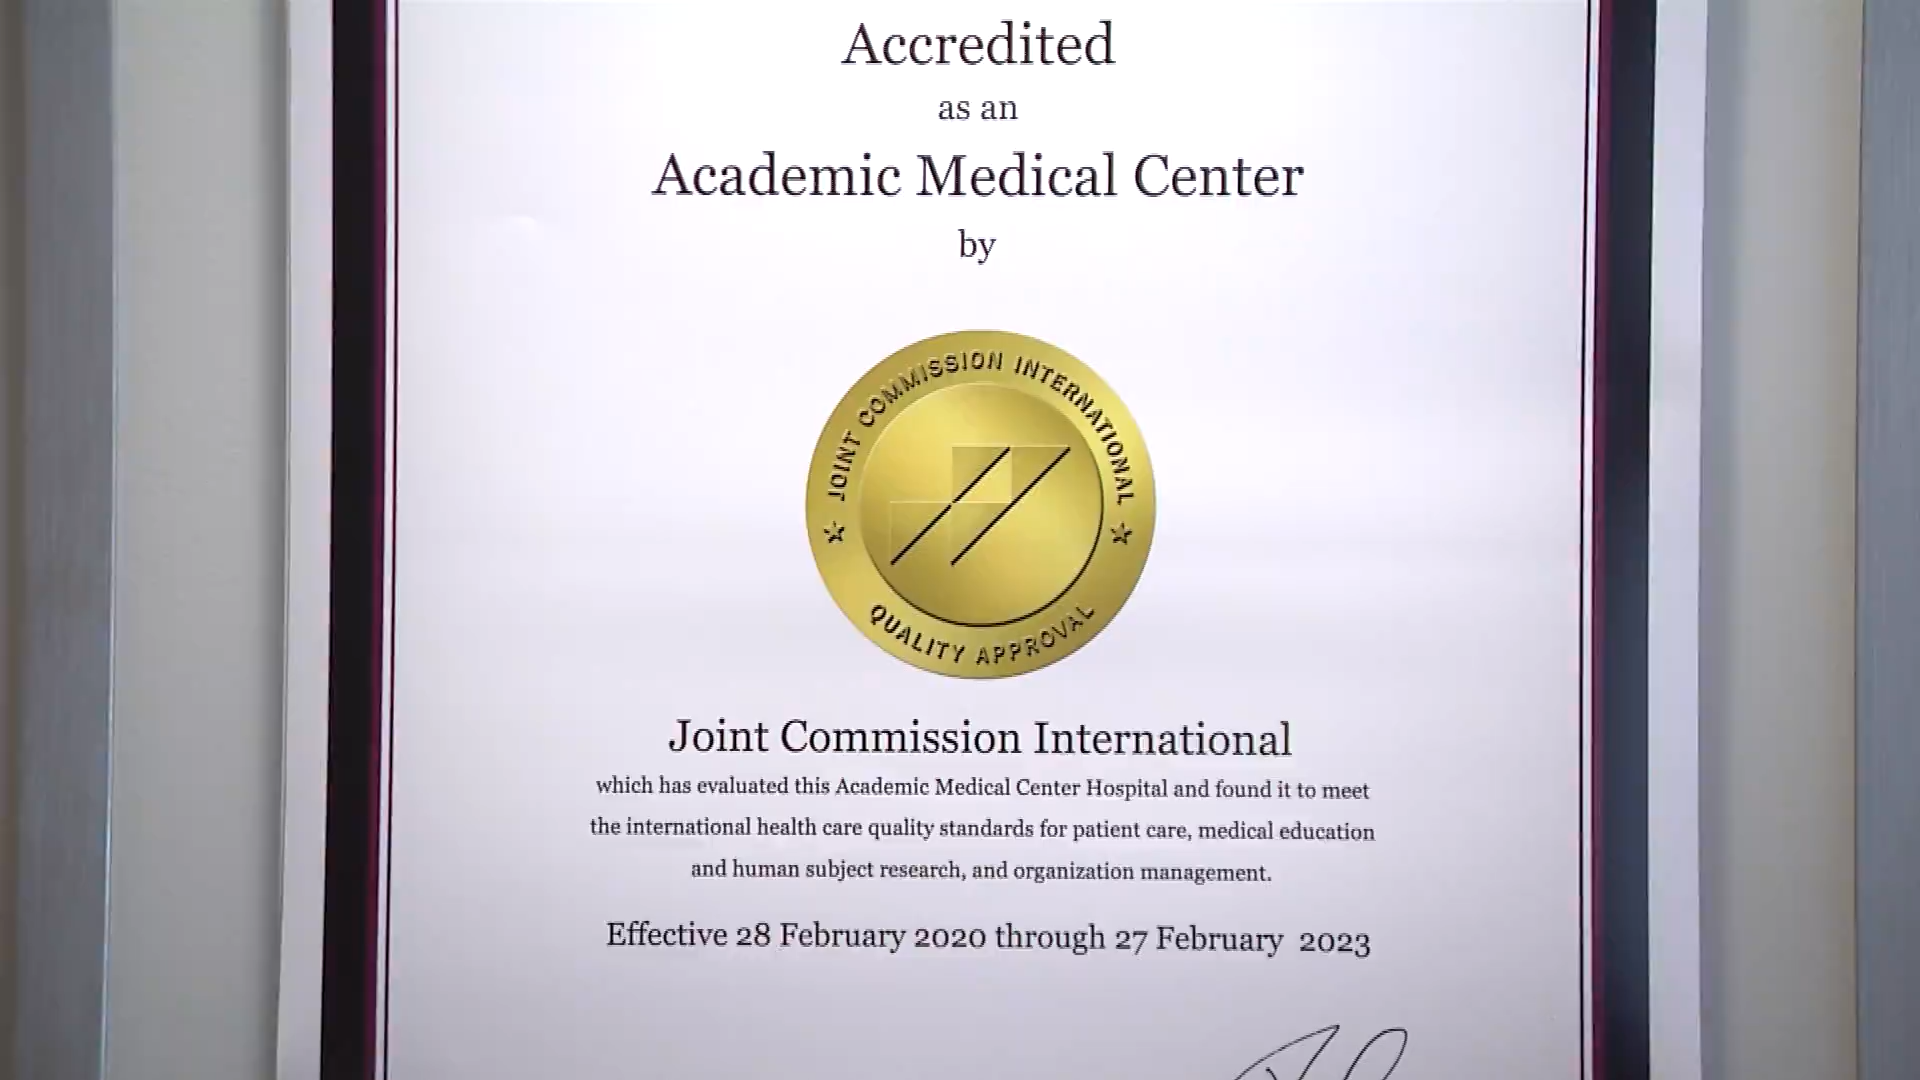 Accredited
as an
Academic Medical Center
by
JOINT COMMISSION INTERNATIONAL
QUALITY APPROVAL
Joint Commission International
which has evaluated this Academic Medical Center Hospital and found it to meet
the international health care quality standards for patient care, medical education
and human subject research, and organization management.
Effective 28 February 2020 through 27 February 2023